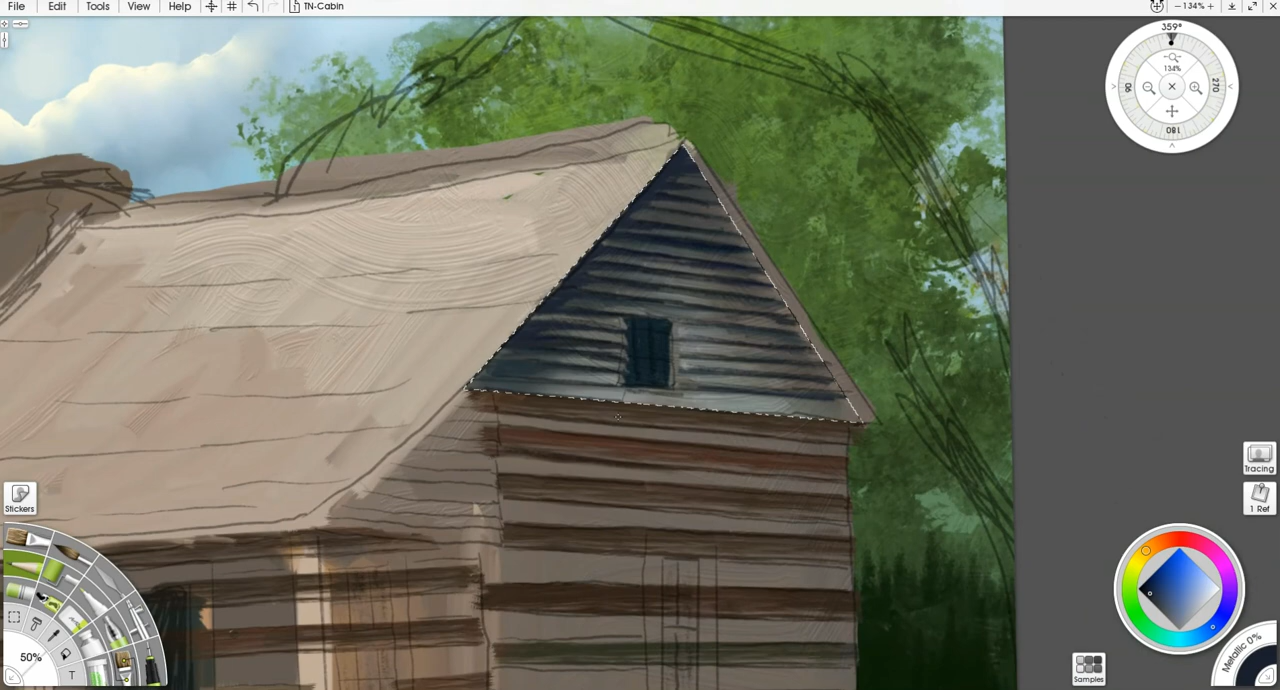 File Edit Tools View Help TN-Cabin − 134% +
359°
134%
90
270
180
Tracing
1 Ref
Stickers
50%
T
Samples
Metallic 0%